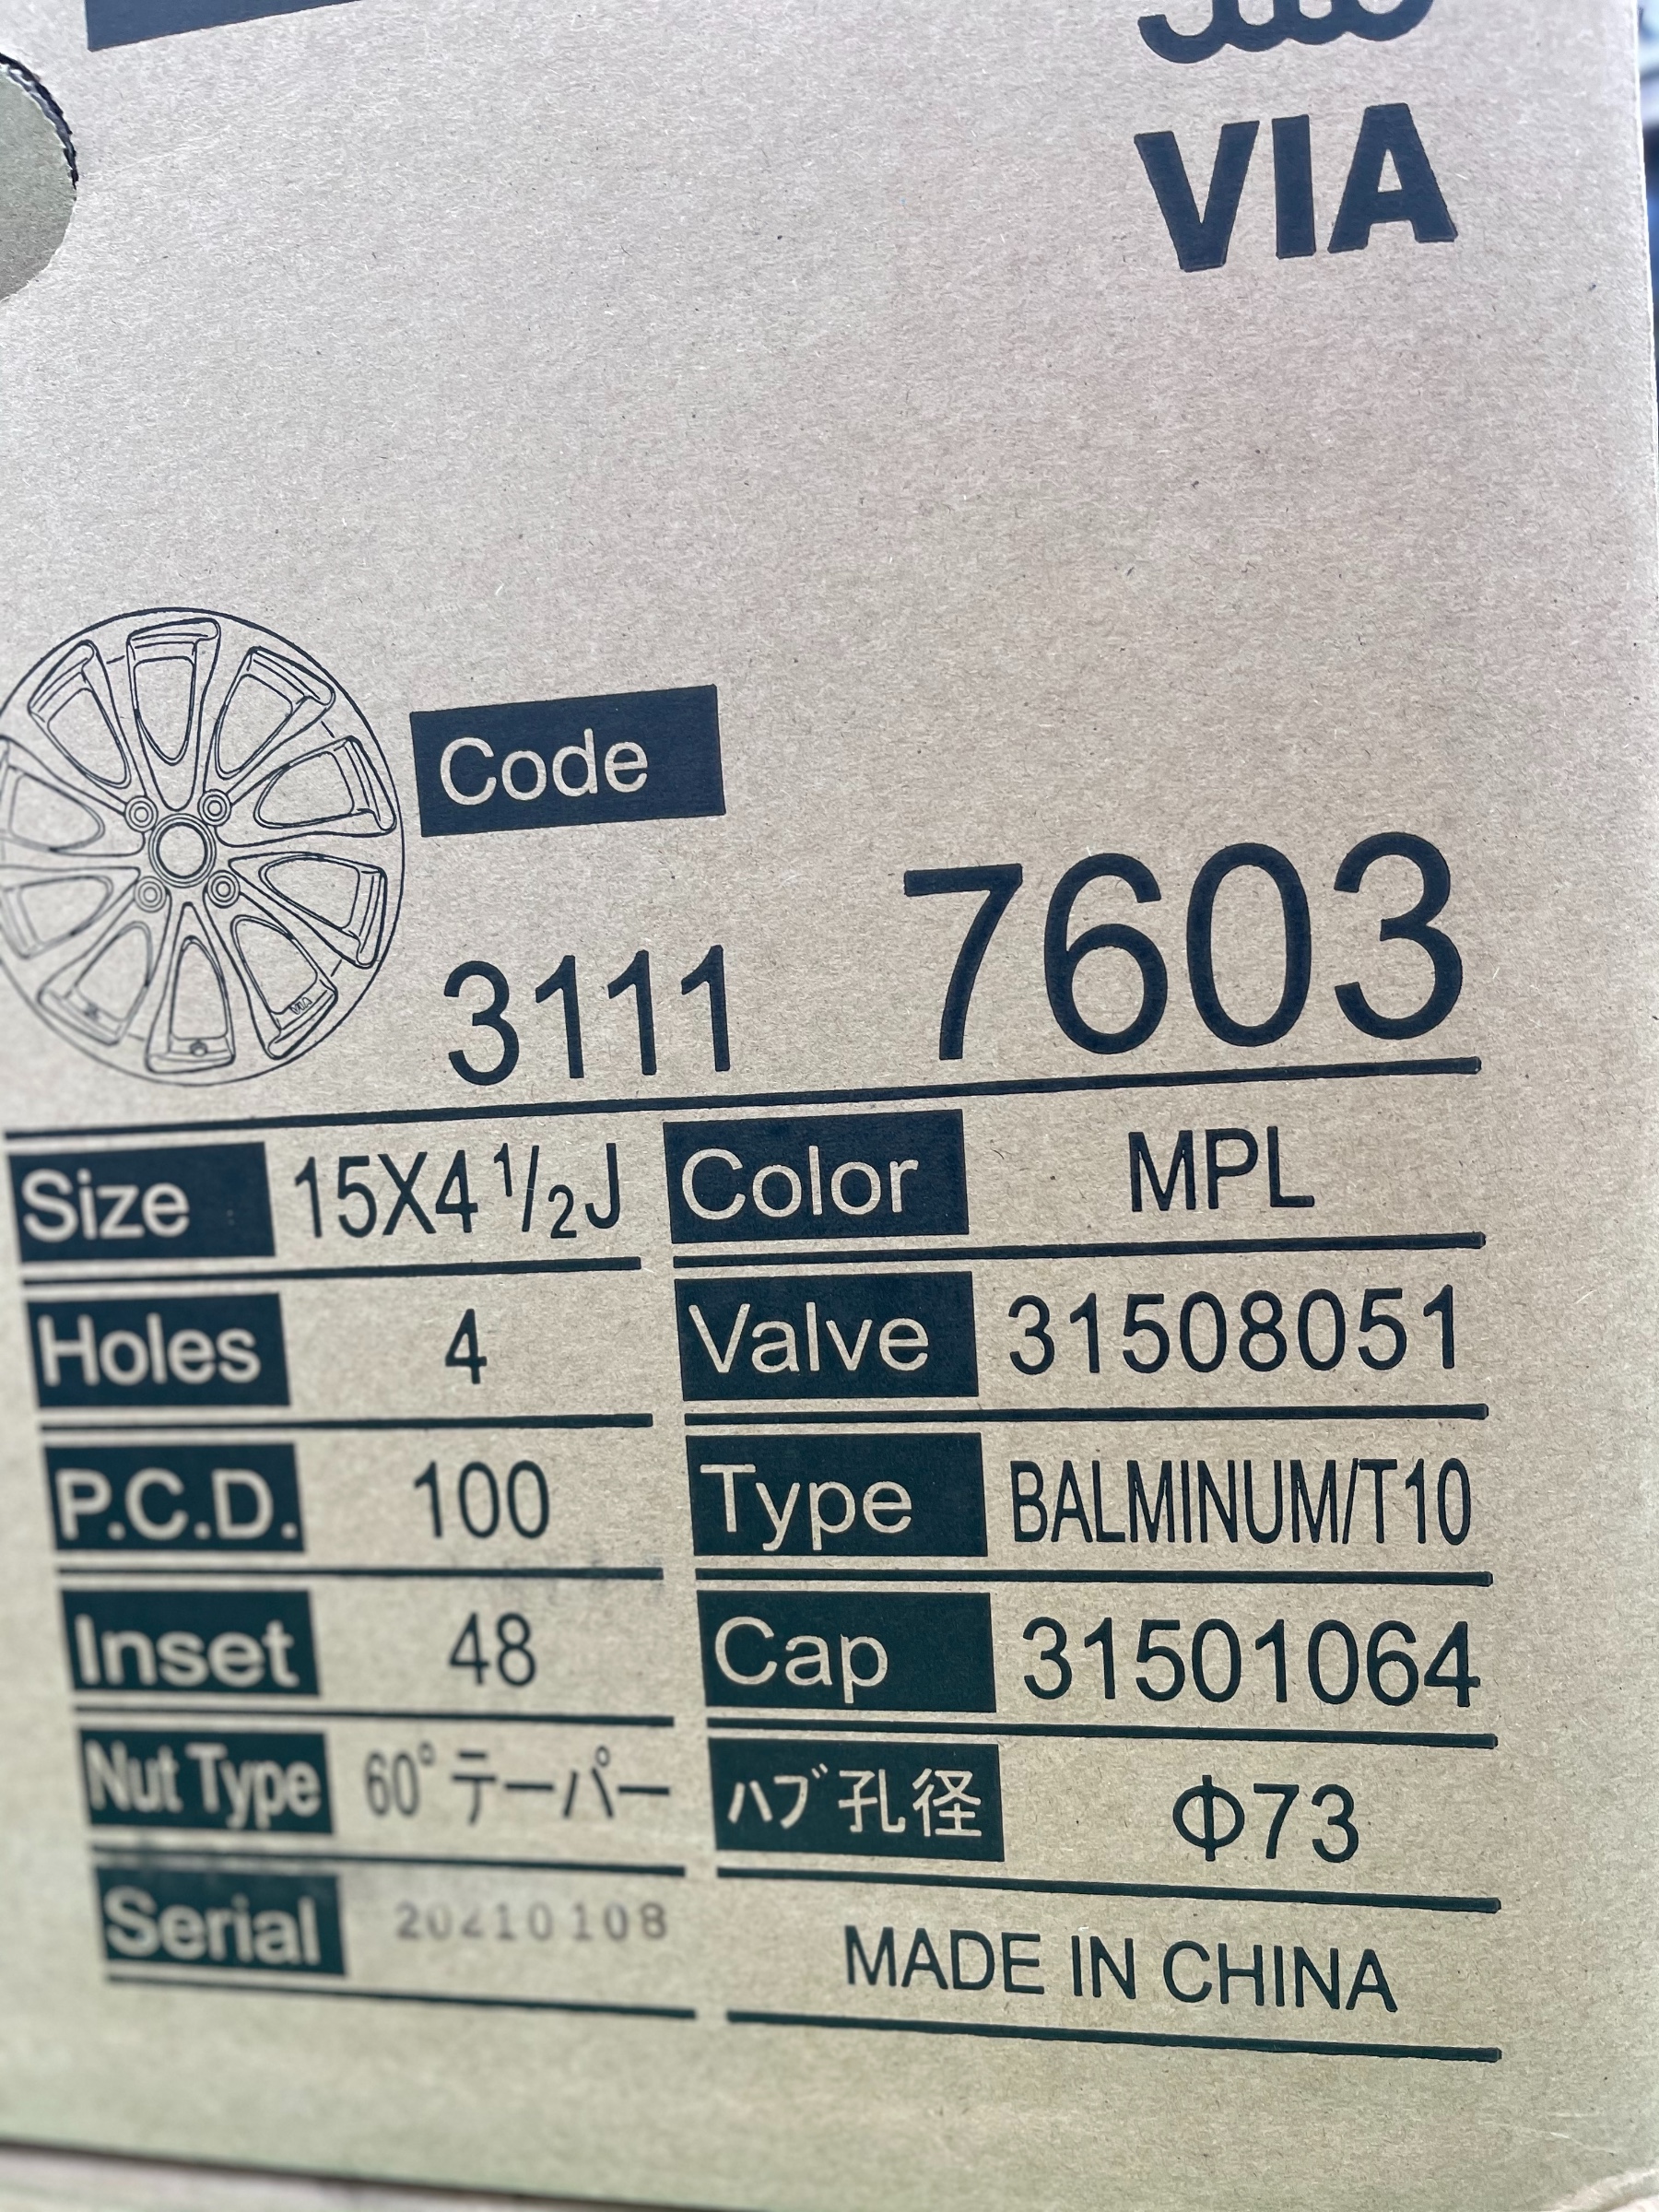 VIA
Code
3111 7603
Size 15X4 1/2J Color MPL
Holes 4 Valve 31508051
P.C.D. 100 Type BALMINUM/T10
Inset 48 Cap 31501064
Nut Type 60°テーパー ハブ孔径 Φ73
Serial 20210108 MADE IN CHINA